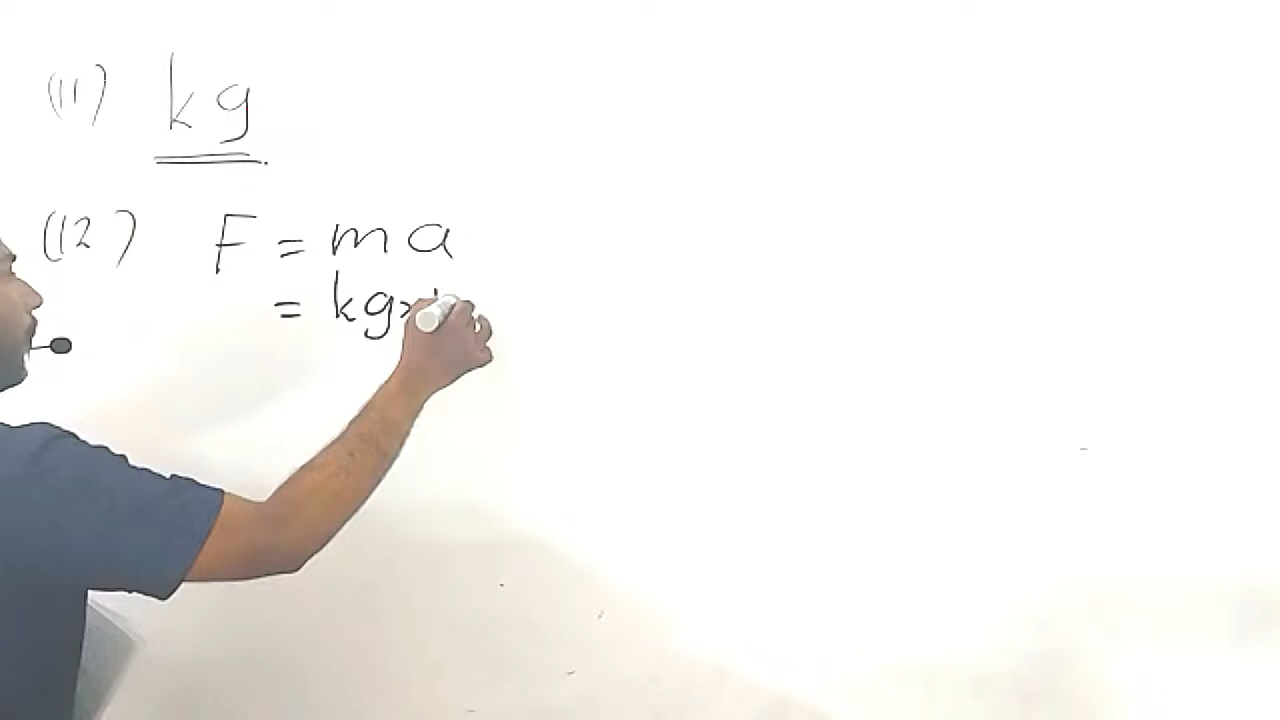 (11) kg
(12) F = ma
= kg×